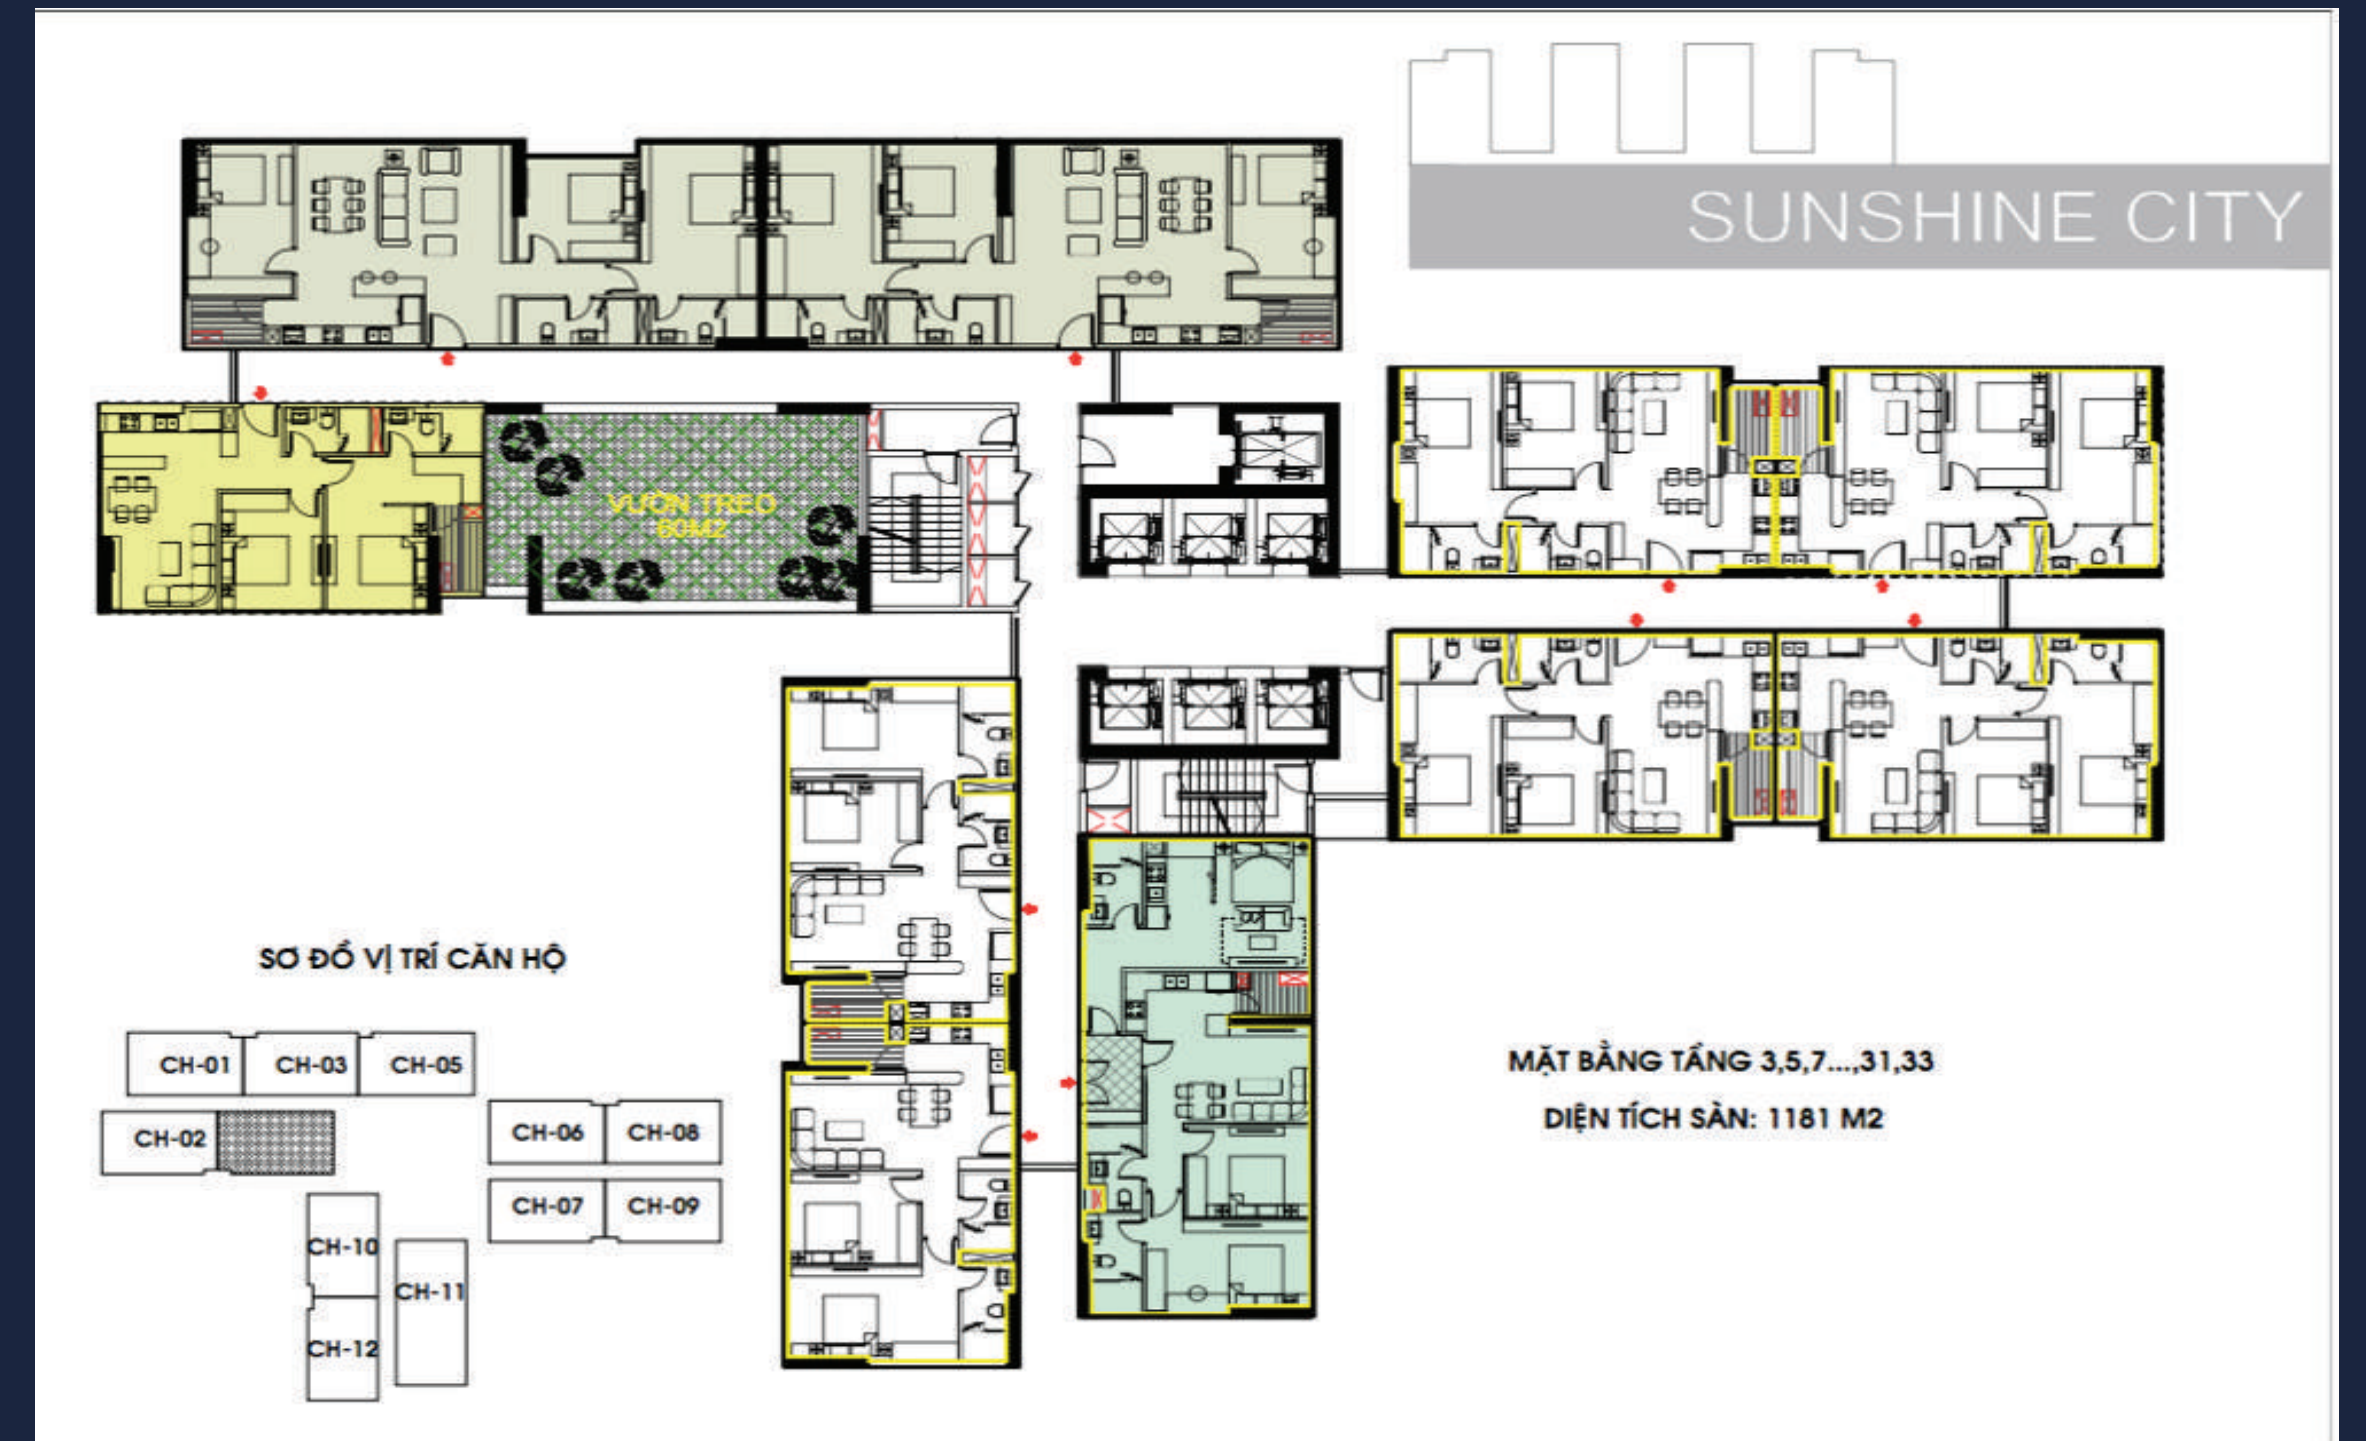 SUNSHINE CITY
VƯỜN TREO
60M2
SƠ ĐỒ VỊ TRÍ CĂN HỘ
CH-01
CH-03
CH-05
CH-02
CH-06
CH-08
CH-07
CH-09
CH-10
CH-11
CH-12
MẶT BẰNG TẦNG 3,5,7...,31,33
DIỆN TÍCH SÀN: 1181 M2